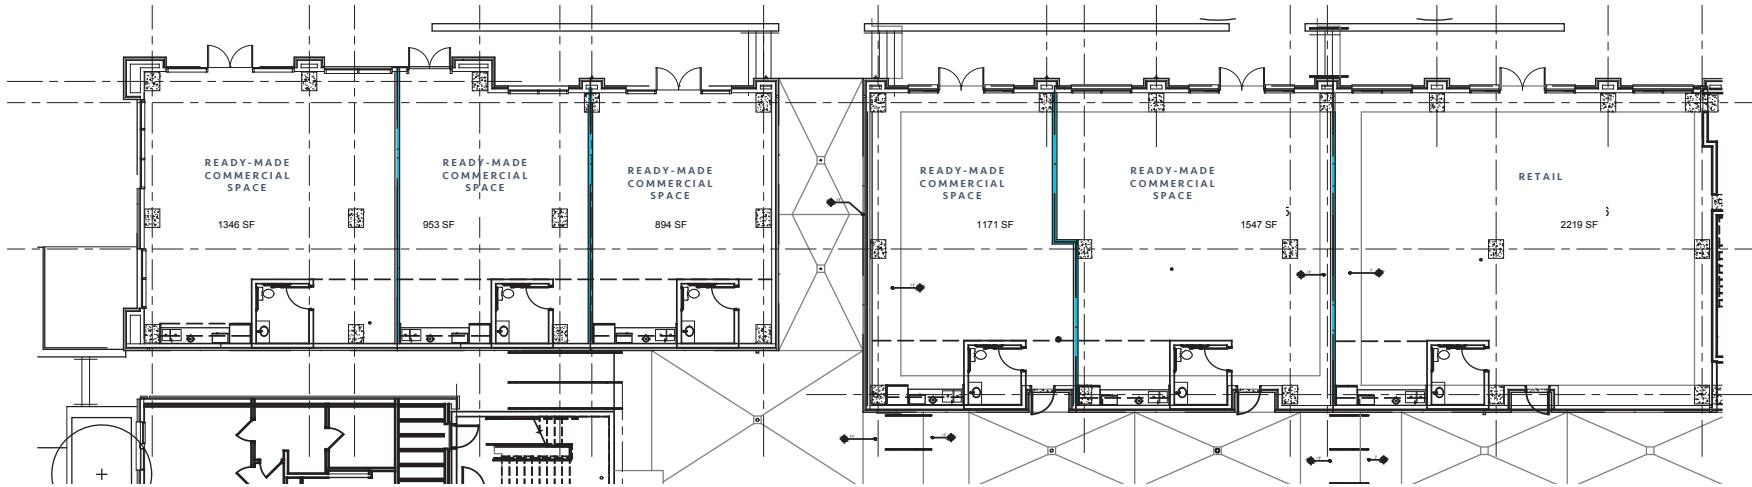 READY-MADE
COMMERCIAL
SPACE
1346 SF
READY-MADE
COMMERCIAL
SPACE
953 SF
READY-MADE
COMMERCIAL
SPACE
894 SF
READY-MADE
COMMERCIAL
SPACE
1171 SF
READY-MADE
COMMERCIAL
SPACE
1547 SF
RETAIL
2219 SF